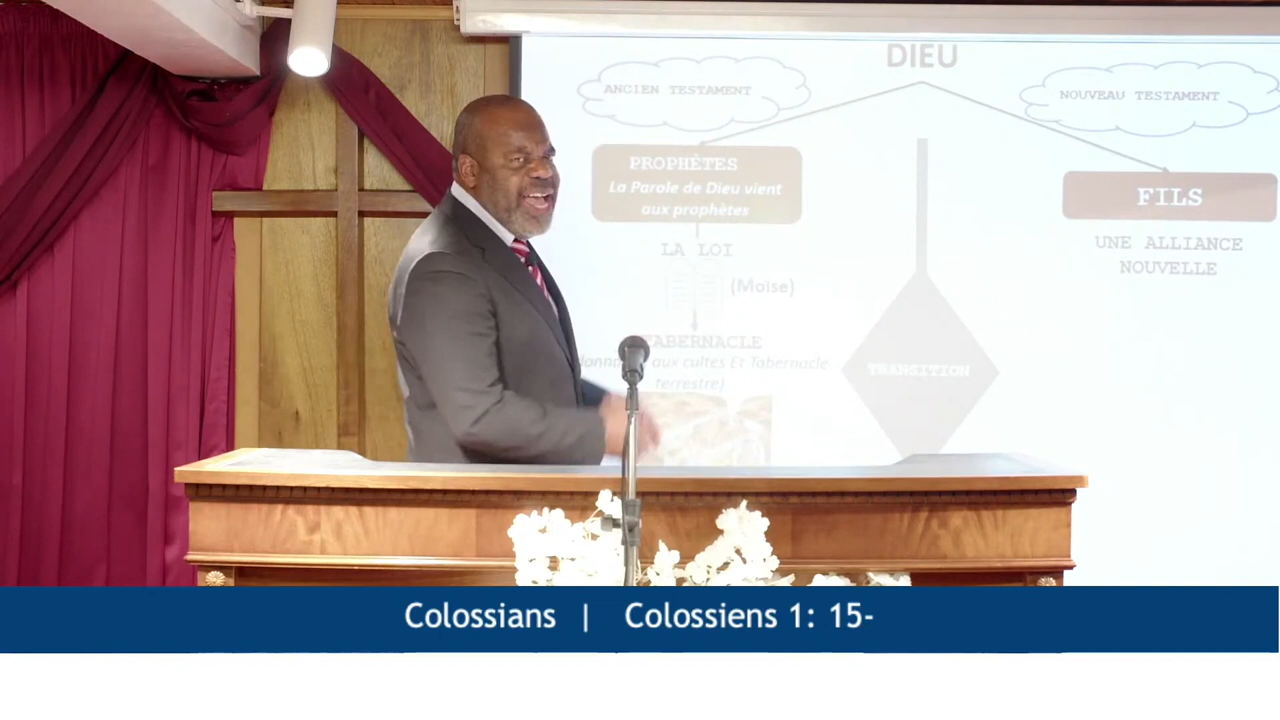 DIEU
ANCIEN TESTAMENT
NOUVEAU TESTAMENT
PROPHÈTES
La Parole de Dieu vient
aux prophètes
FILS
LA LOI
UNE ALLIANCE
NOUVELLE
(Moise)
TABERNACLE
aux cultes Et Tabernacle
terrestre)
TRANSITION
Colossians | Colossiens 1: 15-